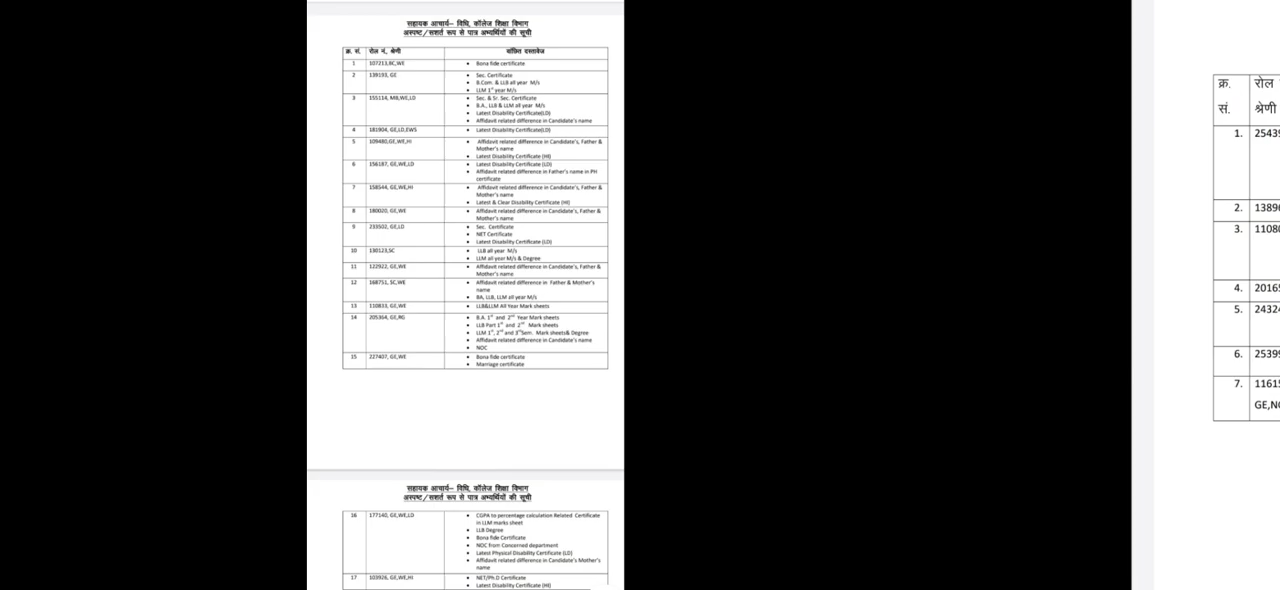 सहायक आचार्य– विधि, कॉलेज शिक्षा विभाग
अस्पष्ट/सशर्त रूप से पात्र अभ्यर्थियों की सूची
क्र. सं. रोल नं., श्रेणी वांछित दस्तावेज
1 107213,BC,WE • Bona fide certificate
2 139193, GE • Sec. Certificate
• B.Com. & LLB all year M/s
• LLM 1st year M/s
3 155114, MB,WE,LD • Sec. & Sr. Sec. Certificate
• B.A., LLB & LLM all year M/s
• Latest Disability Certificate(LD)
• Affidavit related difference in Candidate's name
4 181904, GE,LD,EWS • Latest Disability Certificate(LD)
5 109480,GE,WE,HI • Affidavit related difference in Candidate's, Father &
Mother's name
• Latest Disability Certificate (HI)
6 156187, GE,WE,LD • Latest Disability Certificate (LD)
• Affidavit related difference in Father's name in PH
certificate
7 158544, GE,WE,HI • Affidavit related difference in Candidate's, Father &
Mother's name
• Latest & Clear Disability Certificate (HI)
8 180020, GE,WE • Affidavit related difference in Candidate's, Father &
Mother's name
9 233502, GE,LD • Sec. Certificate
• NET Certificate
• Latest Disability Certificate (LD)
10 130123,SC • LLB all year M/s
• LLM all year M/s & Degree
11 122922, GE,WE • Affidavit related difference in Candidate's, Father &
Mother's name
12 168751, SC,WE • Affidavit related difference in Father & Mother's
name
• BA, LLB, LLM all year M/s
13 110833, GE,WE • LLB&LLM All Year Mark sheets
14 205364, GE,RG • B.A. 1st and 2nd Year Mark sheets
• LLB Part 1st and 2nd Mark sheets
• LLM 1st, 2nd and 3rdSem. Mark sheets& Degree
• Affidavit related difference in Candidate's name
• NOC
15 227407, GE,WE • Bona fide certificate
• Marriage certificate
सहायक आचार्य– विधि, कॉलेज शिक्षा विभाग
अस्पष्ट/सशर्त रूप से पात्र अभ्यर्थियों की सूची
16 177140, GE,WE,LD • CGPA to percentage calculation Related Certificate
in LLM marks sheet
• LLB Degree
• Bona fide Certificate
• NOC from Concerned department
• Latest Physical Disability Certificate (LD)
• Affidavit related difference in Candidate's Mother's
name
17 103926, GE,WE,HI • NET/Ph.D Certificate
• Latest Disability Certificate (HI)
क्र. रोल
सं. श्रेणी
1. 2543
2. 1389
3. 1108
4. 2016
5. 2432
6. 2539
7. 1161
GE,N